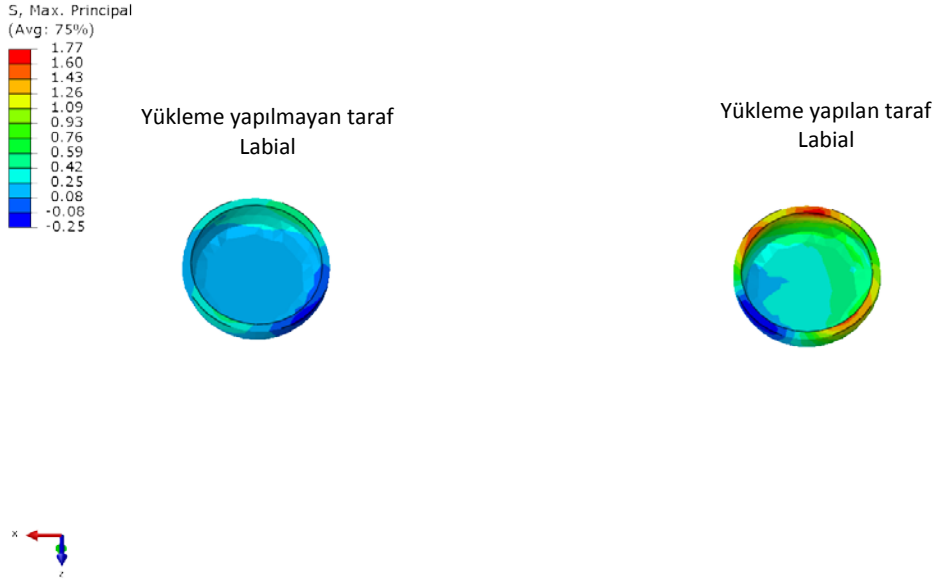 S, Max. Principal
(Avg: 75%)
1.77
1.60
1.43
1.26
1.09
0.93
0.76
0.59
0.42
0.25
0.08
-0.08
-0.25
Yükleme yapılmayan taraf
Labial
Yükleme yapılan taraf
Labial
X
Z